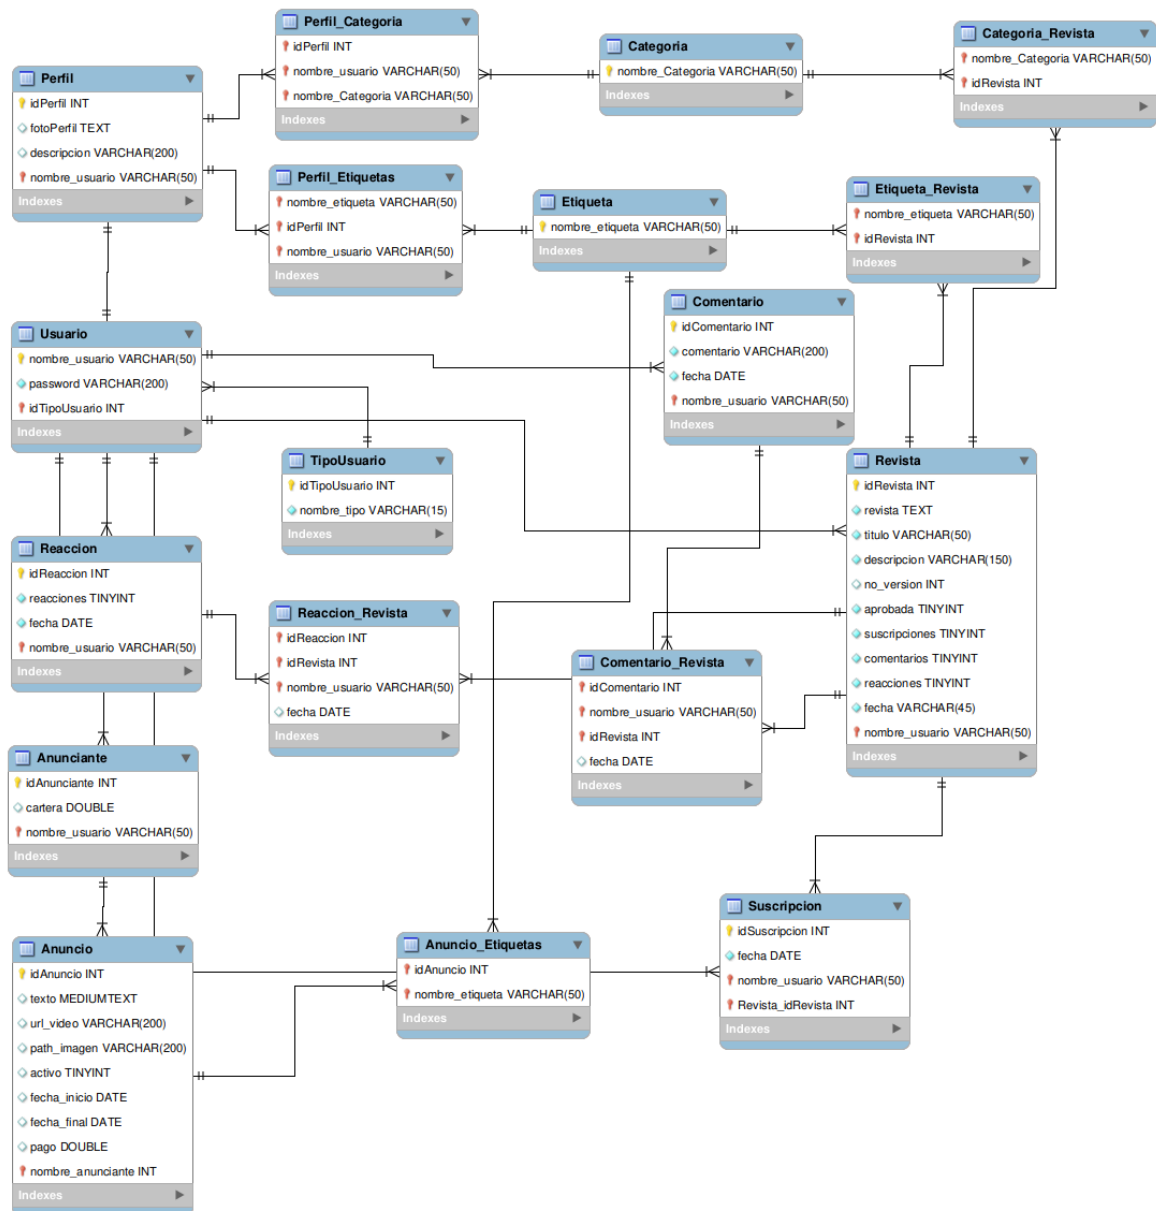 Perfil_Categoria
idPerfil INT
nombre_usuario VARCHAR(50)
nombre_Categoria VARCHAR(50)
Indexes
Categoria
nombre_Categoria VARCHAR(50)
Indexes
Categoria_Revista
nombre_Categoria VARCHAR(50)
idRevista INT
Indexes
Perfil
idPerfil INT
fotoPerfil TEXT
descripcion VARCHAR(200)
nombre_usuario VARCHAR(50)
Indexes
Perfil_Etiquetas
nombre_etiqueta VARCHAR(50)
idPerfil INT
nombre_usuario VARCHAR(50)
Indexes
Etiqueta
nombre_etiqueta VARCHAR(50)
Indexes
Etiqueta_Revista
nombre_etiqueta VARCHAR(50)
idRevista INT
Indexes
Comentario
idComentario INT
comentario VARCHAR(200)
fecha DATE
nombre_usuario VARCHAR(50)
Indexes
Usuario
nombre_usuario VARCHAR(50)
password VARCHAR(200)
idTipoUsuario INT
Indexes
TipoUsuario
idTipoUsuario INT
nombre_tipo VARCHAR(15)
Indexes
Revista
idRevista INT
revista TEXT
titulo VARCHAR(50)
descripcion VARCHAR(150)
no_version INT
aprobada TINYINT
suscripciones TINYINT
comentarios TINYINT
reacciones TINYINT
fecha VARCHAR(45)
nombre_usuario VARCHAR(50)
Indexes
Reaccion
idReaccion INT
reacciones TINYINT
fecha DATE
nombre_usuario VARCHAR(50)
Indexes
Reaccion_Revista
idReaccion INT
idRevista INT
nombre_usuario VARCHAR(50)
fecha DATE
Indexes
Comentario_Revista
idComentario INT
nombre_usuario VARCHAR(50)
idRevista INT
fecha DATE
Indexes
Anunciante
idAnunciante INT
cartera DOUBLE
nombre_usuario VARCHAR(50)
Indexes
Suscripcion
idSuscripcion INT
fecha DATE
nombre_usuario VARCHAR(50)
Revista_idRevista INT
Indexes
Anuncio_Etiquetas
idAnuncio INT
nombre_etiqueta VARCHAR(50)
Indexes
Anuncio
idAnuncio INT
texto MEDIUMTEXT
url_video VARCHAR(200)
path_imagen VARCHAR(200)
activo TINYINT
fecha_inicio DATE
fecha_final DATE
pago DOUBLE
nombre_anunciante INT
Indexes